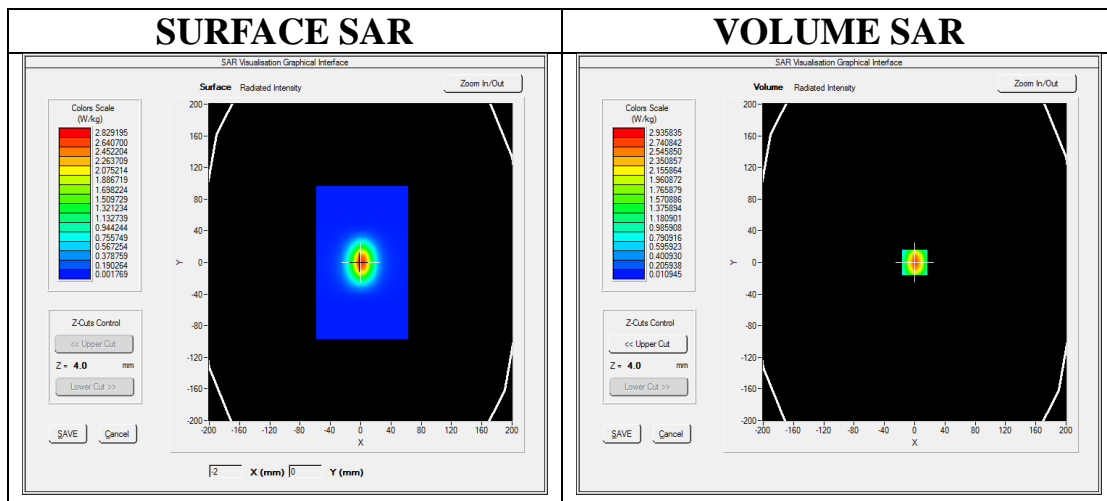 SURFACE SAR
SAR Visualisation Graphical Interface
Surface Radiated Intensity
Zoom In/Out
Colors Scale
(W/kg)
2.829195
2.640700
2.452204
2.263709
2.075214
1.886719
1.698224
1.509729
1.321234
1.132739
0.944244
0.755749
0.567254
0.378759
0.190264
0.001769
Z-Cuts Control
<< Upper Cut
Z = 4.0 mm
Lower Cut >>
SAVE Cancel
200
160
120
80
40
0
-40
-80
-120
-160
-200
Y
-200 -160 -120 -80 -40 0 40 80 120 160 200
X
-2 X (mm) 0 Y (mm)
VOLUME SAR
SAR Visualisation Graphical Interface
Volume Radiated Intensity
Zoom In/Out
Colors Scale
(W/kg)
2.935835
2.740842
2.545850
2.350857
2.155864
1.960872
1.765879
1.570886
1.375894
1.180901
0.985908
0.790916
0.595923
0.400930
0.205938
0.010945
Z-Cuts Control
<< Upper Cut
Z = 4.0 mm
Lower Cut >>
SAVE Cancel
200
160
120
80
40
0
-40
-80
-120
-160
-200
Y
-200 -160 -120 -80 -40 0 40 80 120 160 200
X